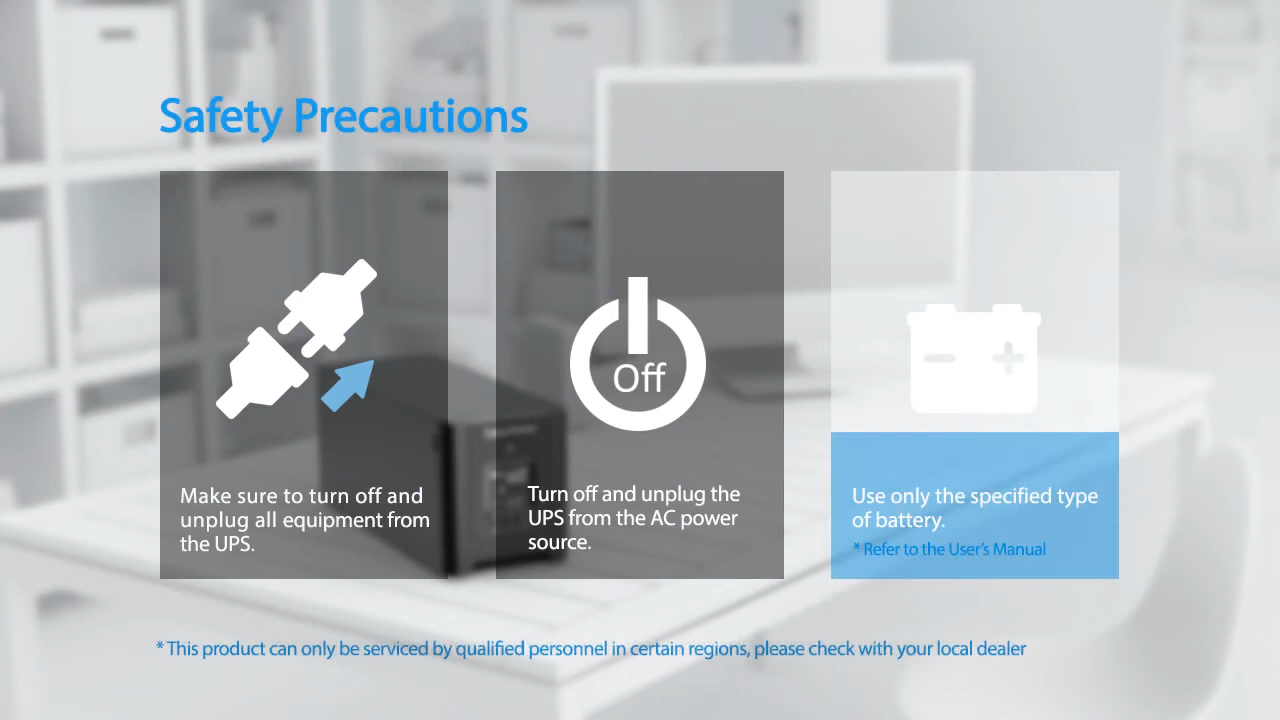 Safety Precautions
Off
Make sure to turn off and
unplug all equipment from
the UPS.
Turn off and unplug the
UPS from the AC power
source.
Use only the specified type
of battery.
* Refer to the User's Manual
* This product can only be serviced by qualified personnel in certain regions, please check with your local dealer